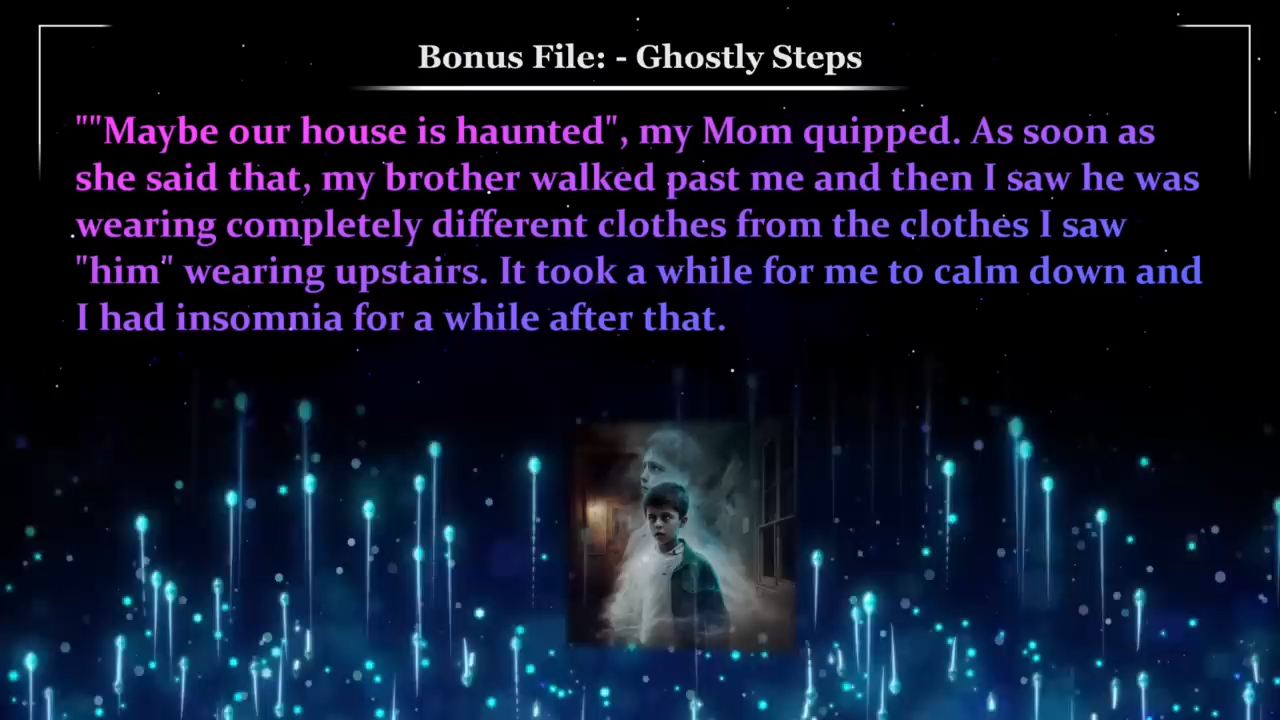 Bonus File: - Ghostly Steps
""Maybe our house is haunted", my Mom quipped. As soon as
she said that, my brother walked past me and then I saw he was
wearing completely different clothes from the clothes I saw
"him" wearing upstairs. It took a while for me to calm down and
I had insomnia for a while after that.